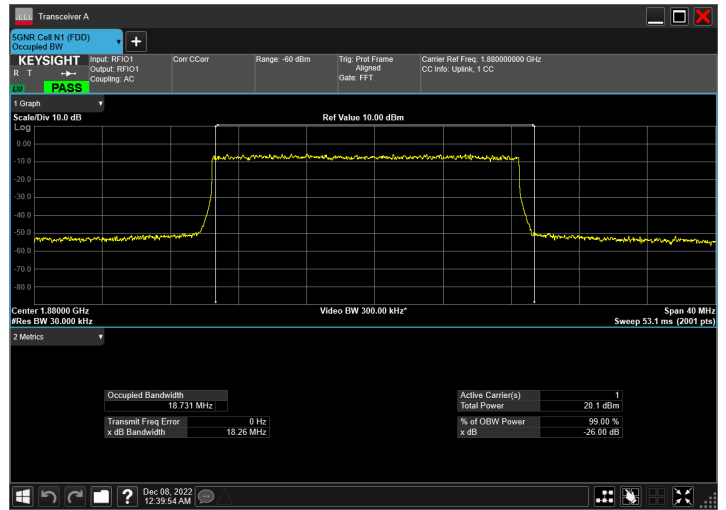 Transceiver A
5GNR Cell N1 (FDD)
Occupied BW
KEYSIGHT
R T
LXI
PASS
Input: RFIO1
Output: RFIO1
Coupling: AC
Corr CCorr
Range: -60 dBm
Trig: Prot Frame
Aligned
Gate: FFT
Carrier Ref Freq: 1.880000000 GHz
CC Info: Uplink, 1 CC
1 Graph
Scale/Div 10.0 dB
Ref Value 10.00 dBm
Log
0.00
-10.0
-20.0
-30.0
-40.0
-50.0
-60.0
-70.0
-80.0
Center 1.88000 GHz
Video BW 300.00 kHz*
Span 40 MHz
#Res BW 30.000 kHz
Sweep 53.1 ms (2001 pts)
2 Metrics
Occupied Bandwidth
18.731 MHz
Transmit Freq Error 0 Hz
x dB Bandwidth 18.26 MHz
Active Carrier(s) 1
Total Power 20.1 dBm
% of OBW Power 99.00 %
x dB -26.00 dB
?
Dec 08, 2022
12:39:54 AM